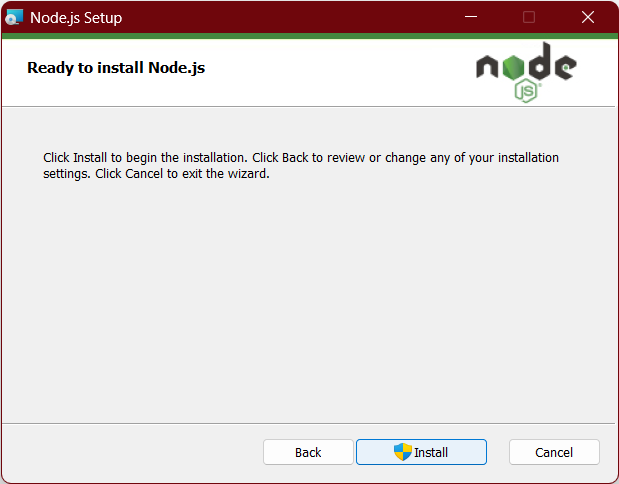 Node.js Setup
Ready to install Node.js
node
JS
Click Install to begin the installation. Click Back to review or change any of your installation
settings. Click Cancel to exit the wizard.
Back
Install
Cancel